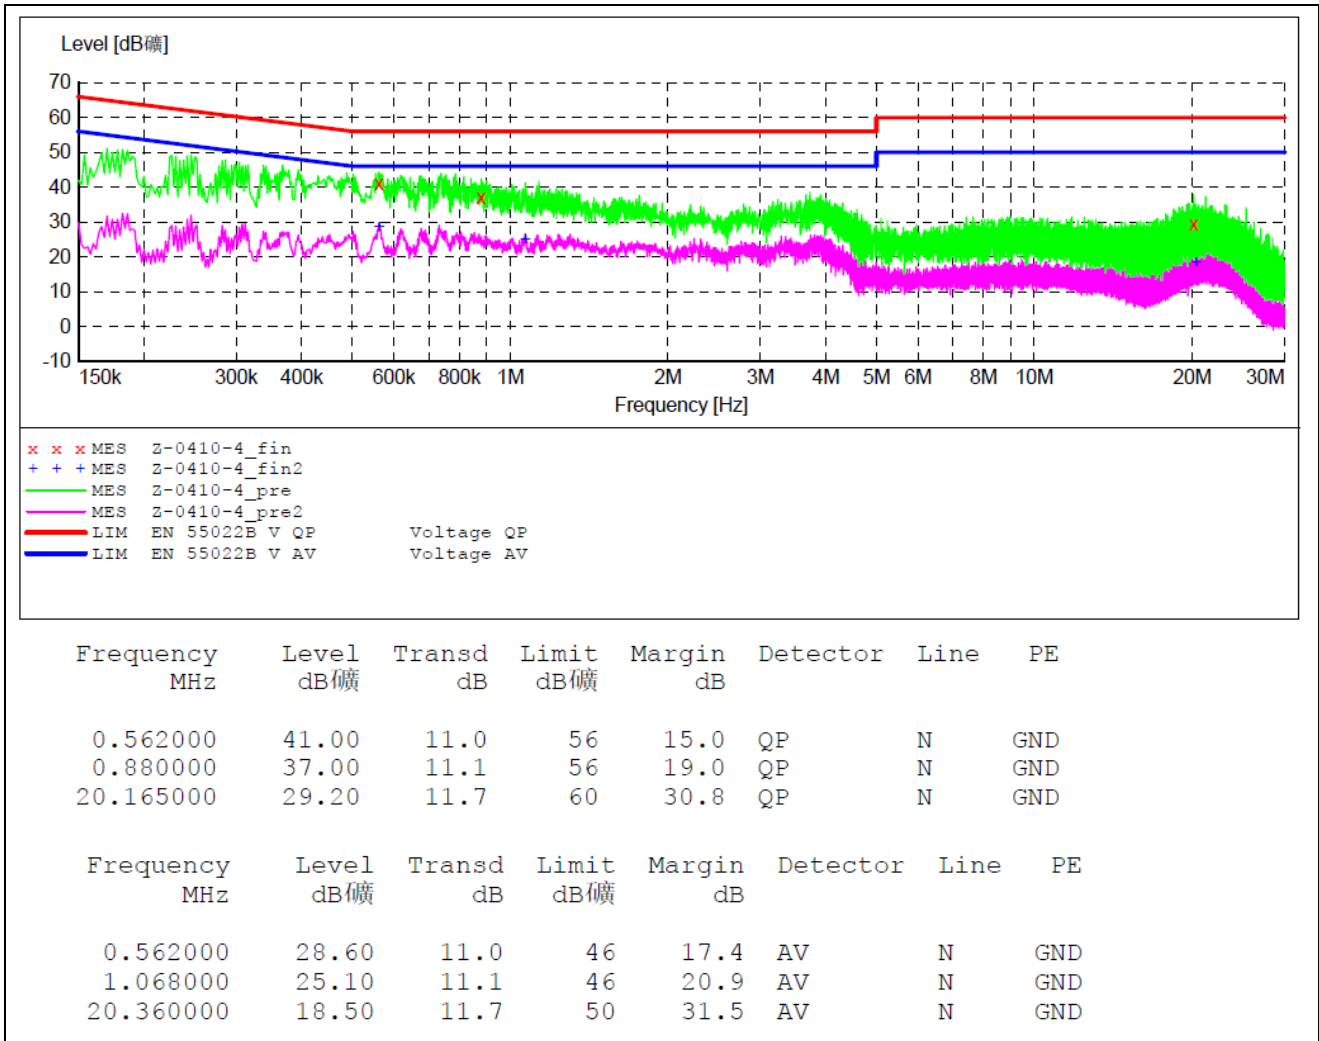 Level [dB礦]
70
60
50
40
30
20
10
0
-10
150k 300k 400k 600k 800k 1M 2M 3M 4M 5M 6M 8M 10M 20M 30M
Frequency [Hz]
x x x MES Z-0410-4_fin
+ + + MES Z-0410-4_fin2
MES Z-0410-4_pre
MES Z-0410-4_pre2
LIM EN 55022B V QP Voltage QP
LIM EN 55022B V AV Voltage AV
Frequency Level Transd Limit Margin Detector Line PE
MHz dB礦 dB dB礦 dB
0.562000 41.00 11.0 56 15.0 QP N GND
0.880000 37.00 11.1 56 19.0 QP N GND
20.165000 29.20 11.7 60 30.8 QP N GND
Frequency Level Transd Limit Margin Detector Line PE
MHz dB礦 dB dB礦 dB
0.562000 28.60 11.0 46 17.4 AV N GND
1.068000 25.10 11.1 46 20.9 AV N GND
20.360000 18.50 11.7 50 31.5 AV N GND